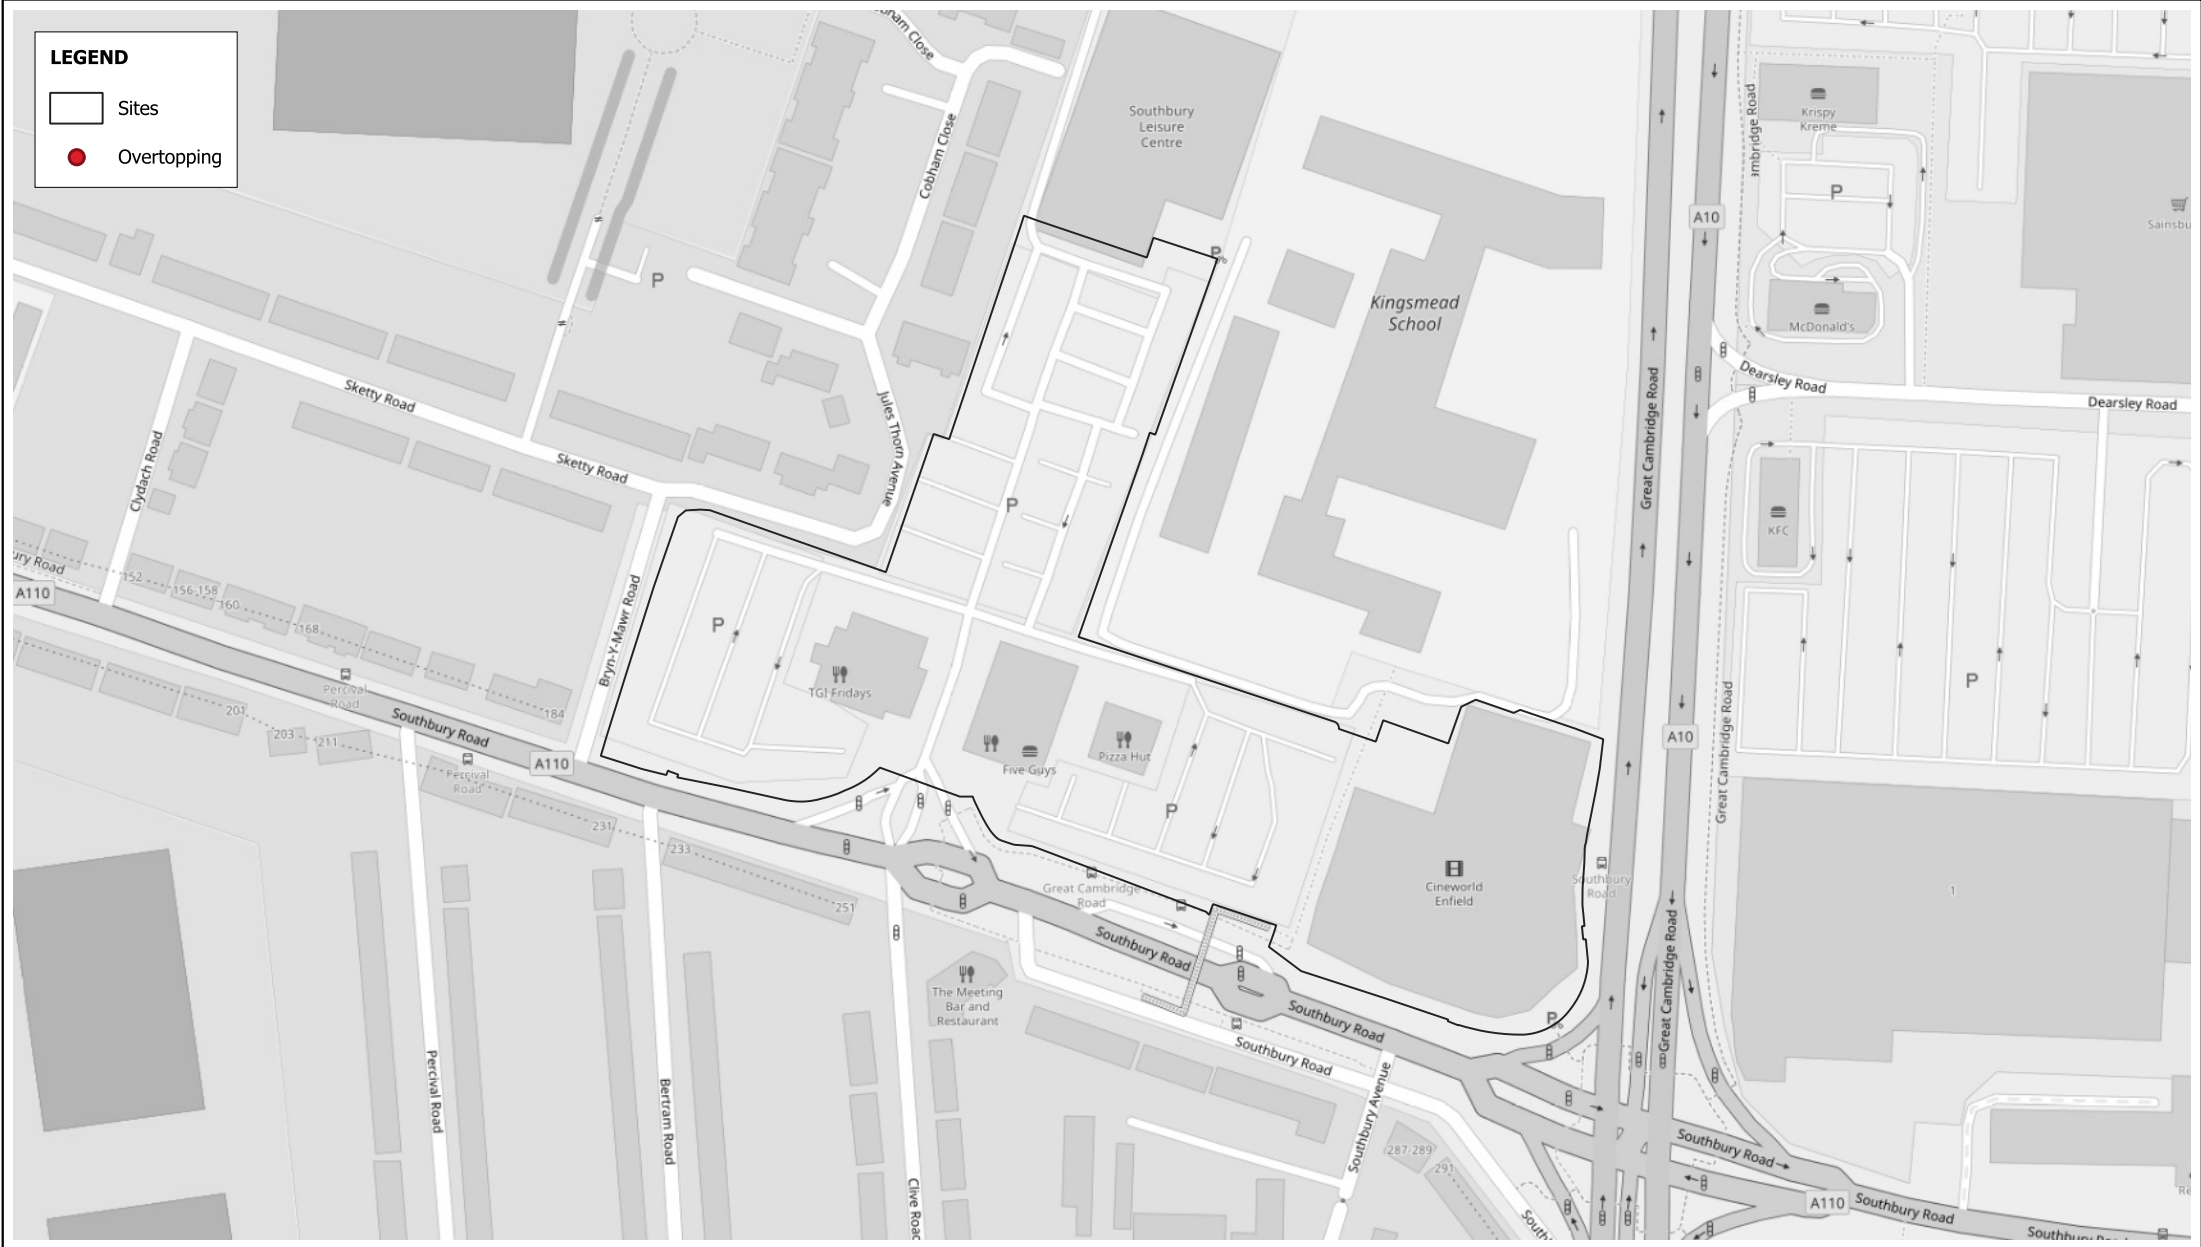 LEGEND
Sites
Overtopping
Cobham Close
Southbury
Leisure
Centre
Krispy
Kreme
P
A10
McDonald's
Kingsmead
School
P
P
Dearsley Road
Dearsley Road
Sketty Road
Sketty Road
Jules Thorn Avenue
Clydach Road
Great Cambridge Road
P
KFC
A110
152
156-158
160
168
184
Bryn-Y-Mawr Road
P
TGI Fridays
Percival
Road
Southbury Road
A110
201
203
211
Percival
Road
231
233
251
Five Guys
Pizza Hut
P
A10
Great Cambridge Road
P
Great Cambridge
Road
Southbury Road
Cineworld
Enfield
Southbury
Road
1
The Meeting
Bar and
Restaurant
P
Southbury Road
Southbury Road
Great Cambridge Road
Percival Road
Bertram Road
Southbury Avenue
287-289
291
Southbury Road
A110
Southbury Road